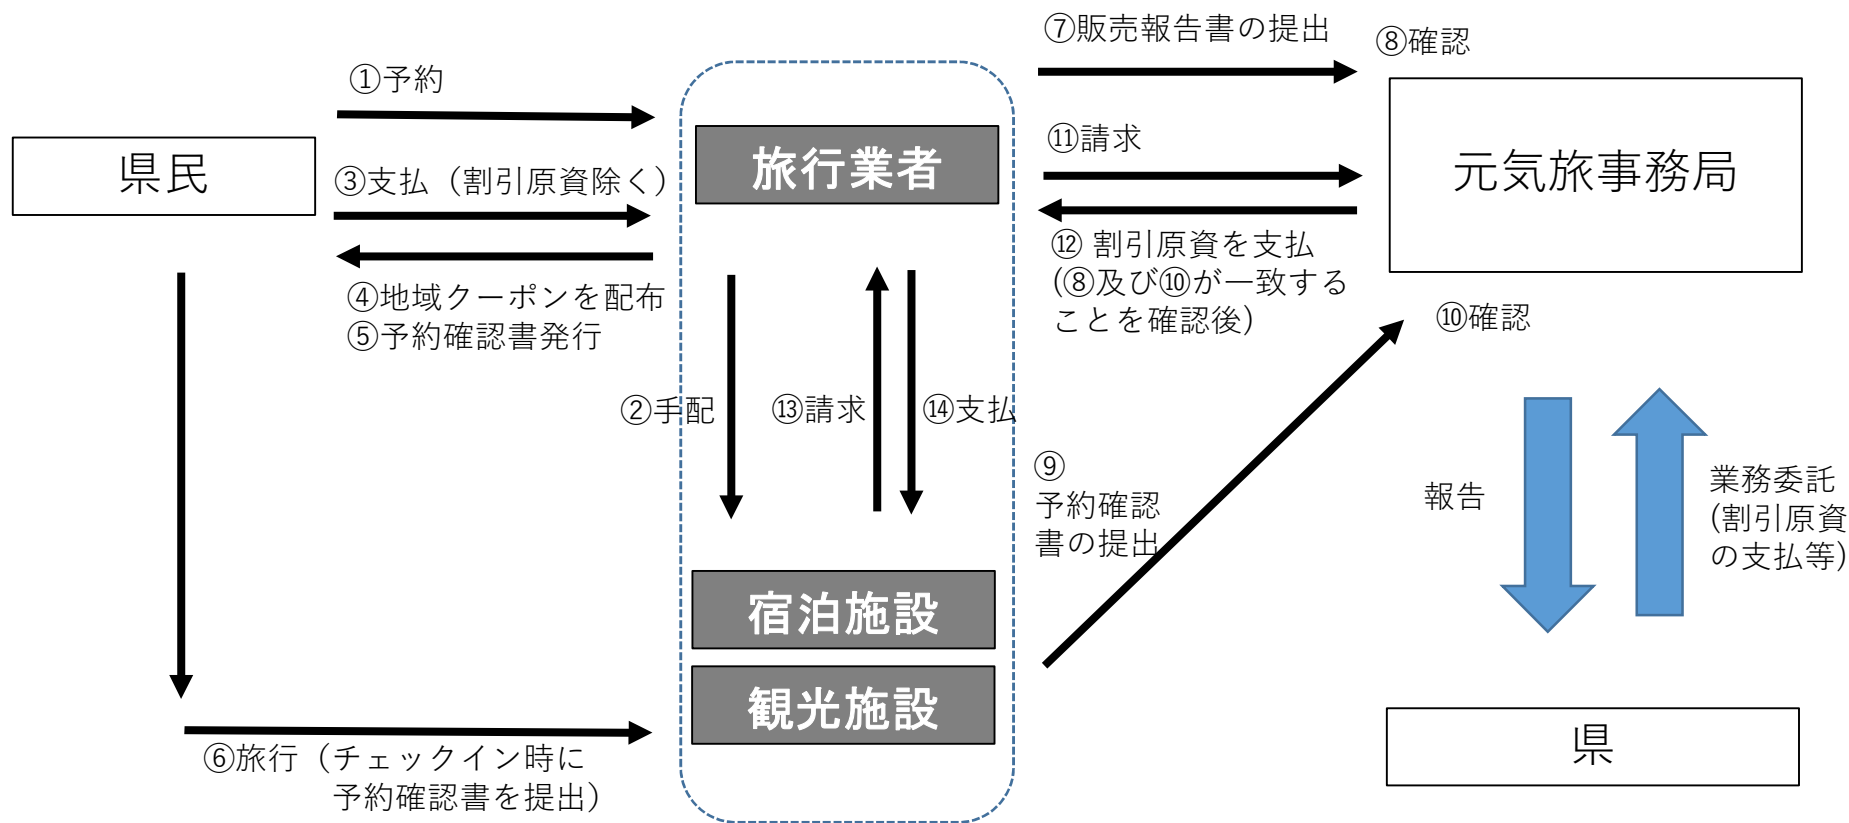 ⑦販売報告書の提出
⑧確認
①予約
⑪請求
旅行業者
元気旅事務局
県民
③支払（割引原資除く）
⑫ 割引原資を支払
(⑧及び⑩が一致する
ことを確認後)
④地域クーポンを配布
⑤予約確認書発行
⑩確認
②手配
⑬請求
⑭支払
⑨
予約確認
書の提出
報告
業務委託
(割引原資
の支払等)
宿泊施設
観光施設
県
⑥旅行（チェックイン時に
予約確認書を提出）